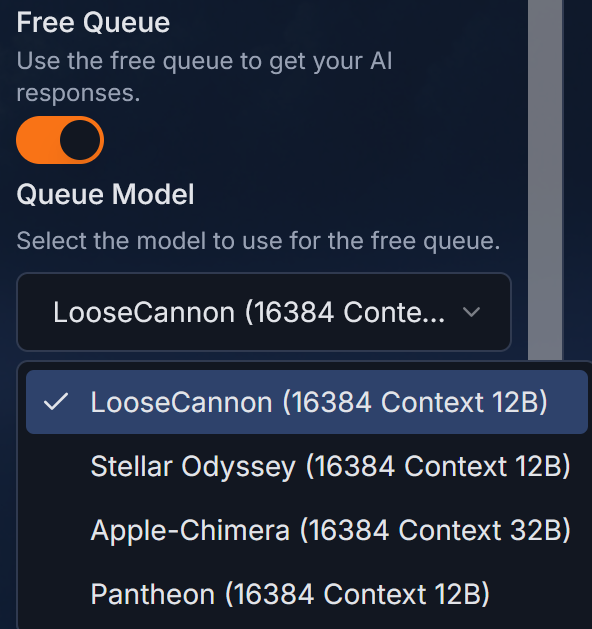 Free Queue
Use the free queue to get your AI
responses.
Queue Model
Select the model to use for the free queue.
LooseCannon (16384 Conte...
LooseCannon (16384 Context 12B)
Stellar Odyssey (16384 Context 12B)
Apple-Chimera (16384 Context 32B)
Pantheon (16384 Context 12B)